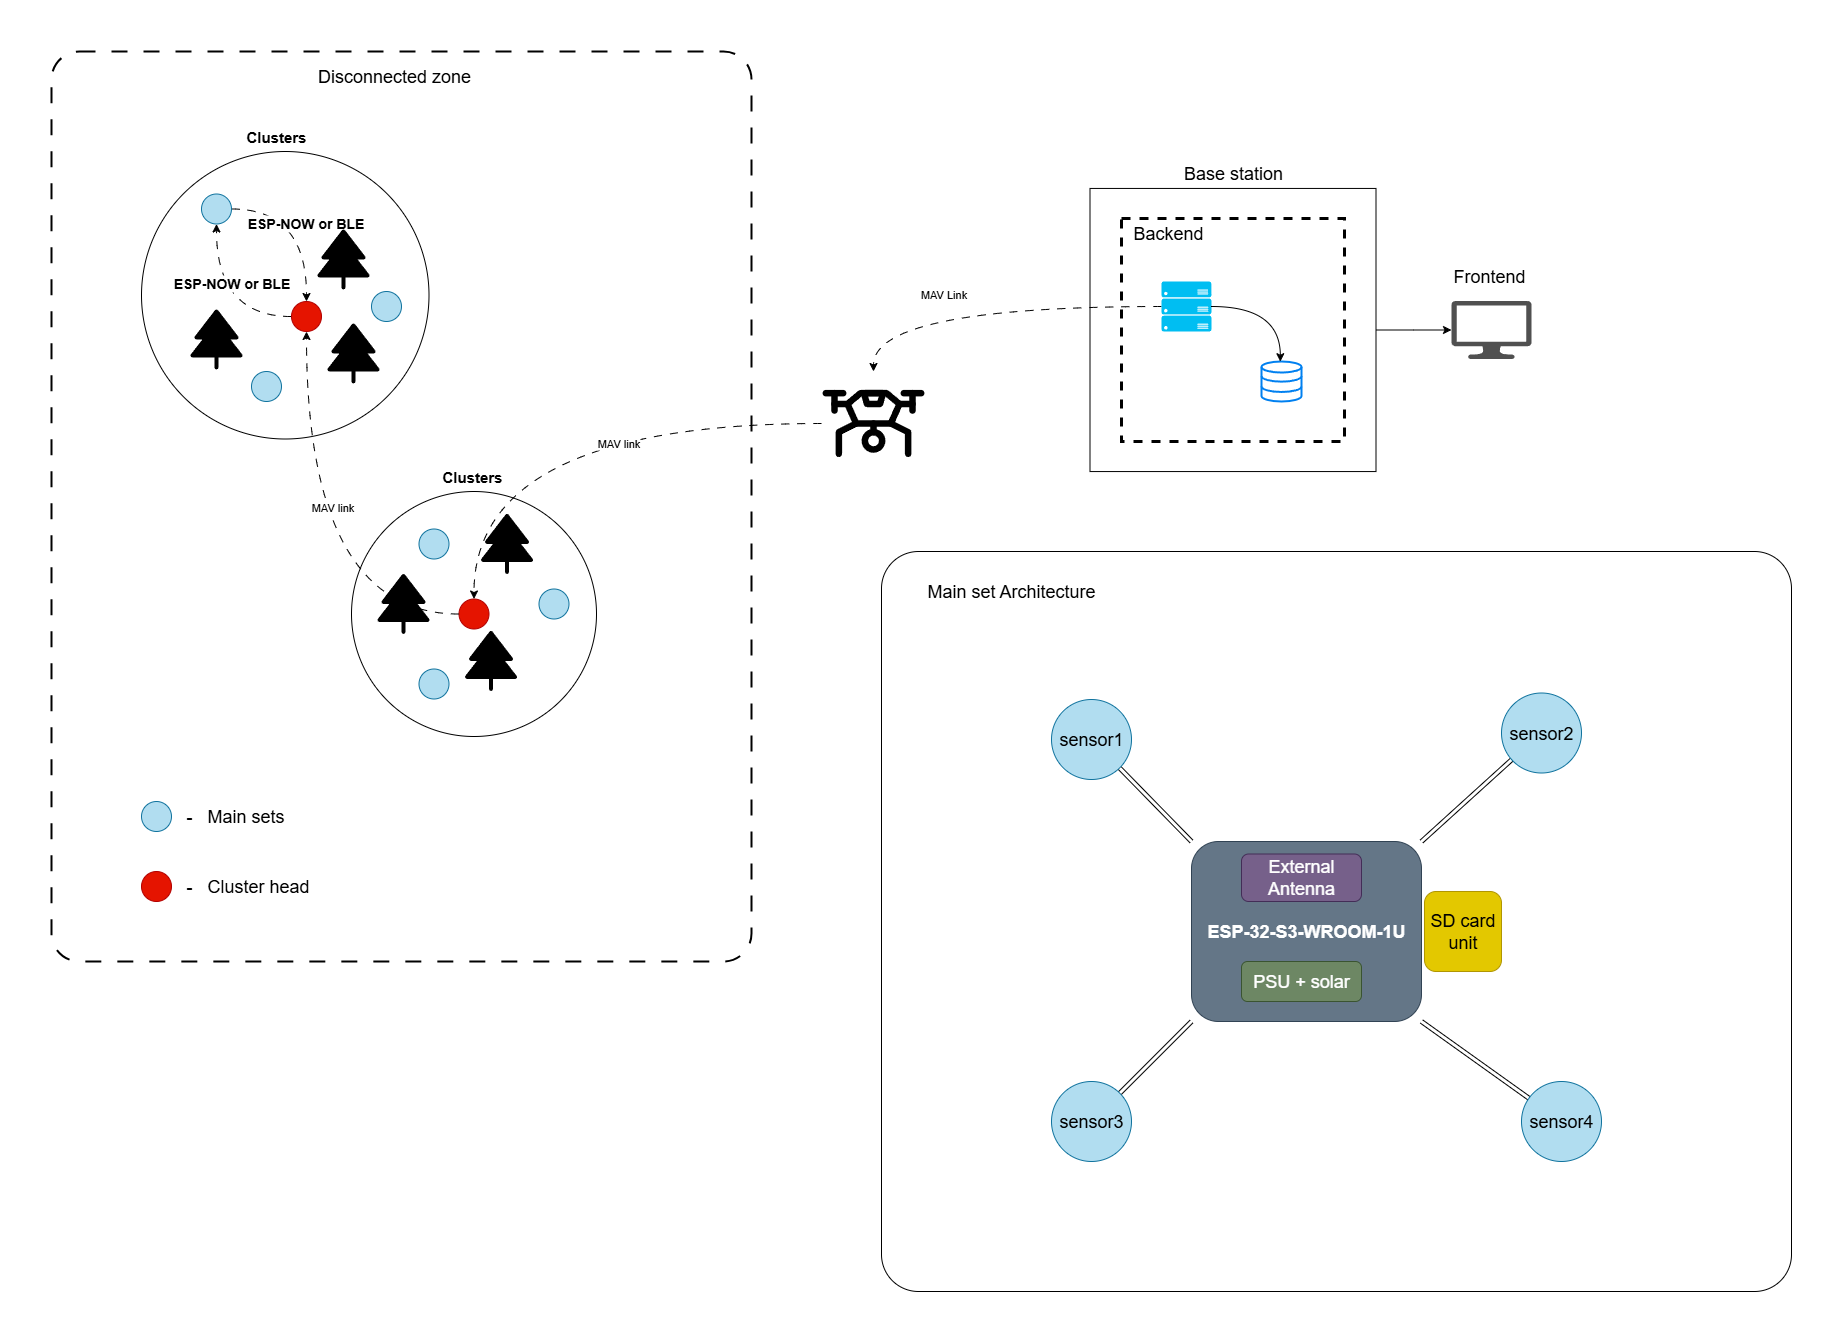 Disconnected zone
Clusters
ESP-NOW or BLE
ESP-NOW or BLE
MAV link
MAV link
Clusters
- Main sets
- Cluster head
MAV Link
Base station
Backend
Frontend
Main set Architecture
sensor1
sensor2
External
Antenna
ESP-32-S3-WROOM-1U
PSU + solar
SD card
unit
sensor3
sensor4